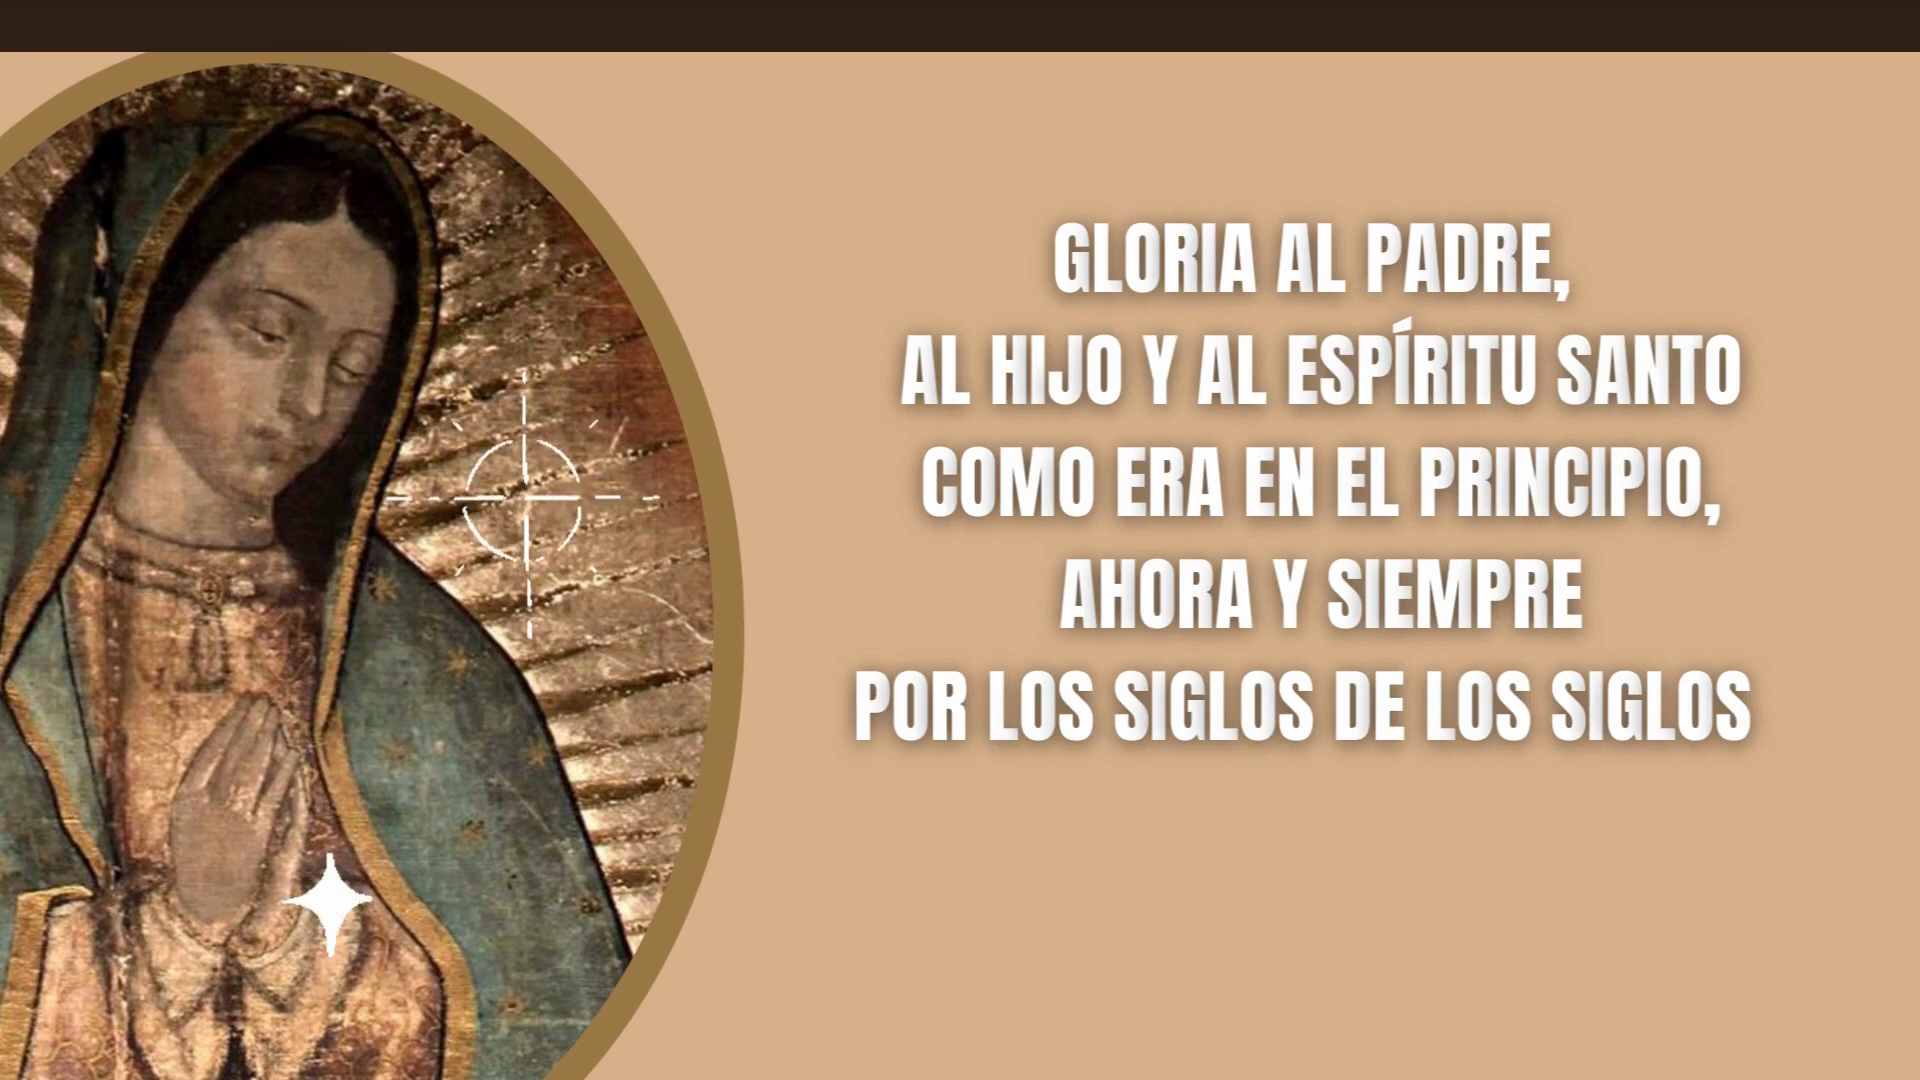 GLORIA AL PADRE,
AL HIJO Y AL ESPÍRITU SANTO
COMO ERA EN EL PRINCIPIO,
AHORA Y SIEMPRE
POR LOS SIGLOS DE LOS SIGLOS